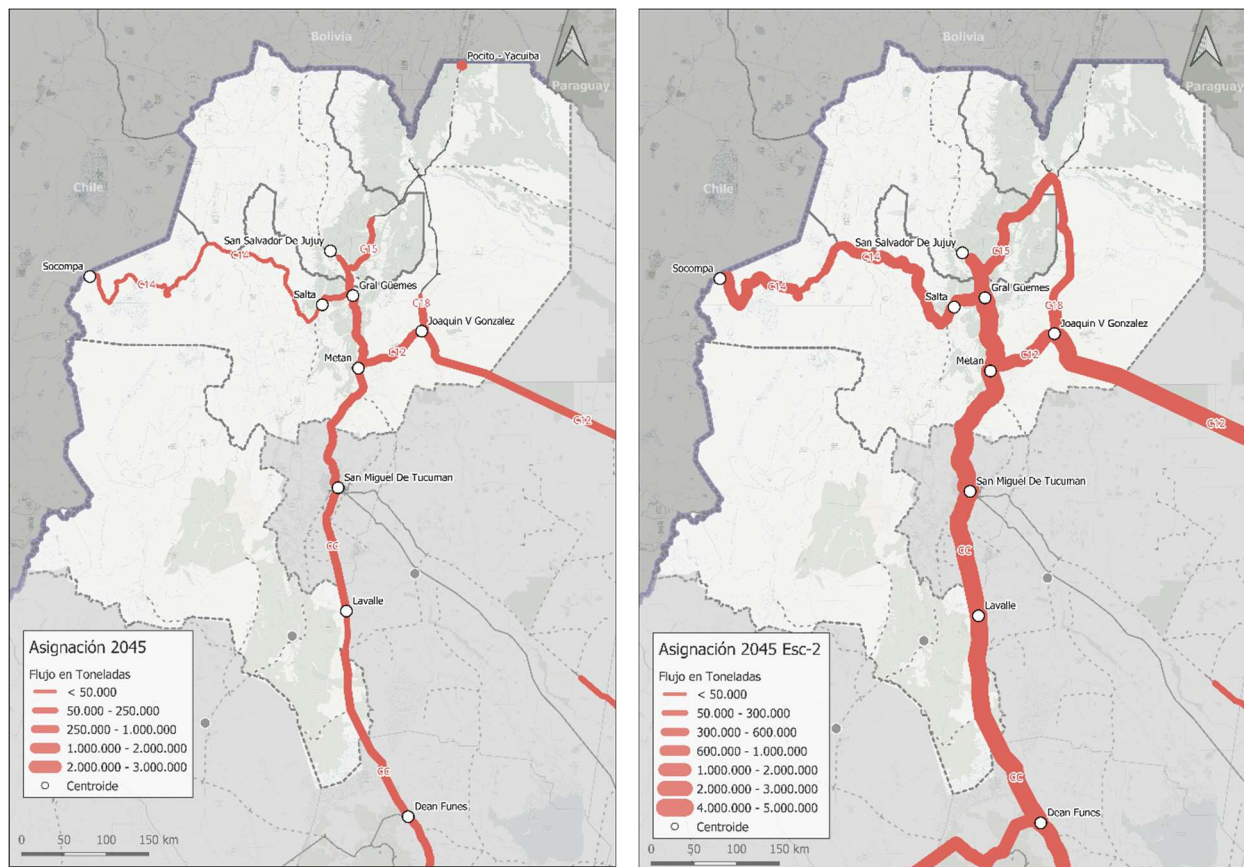 Bolivia
Pocito - Yacuiba
Paraguay
Chile
San Salvador De Jujuy
C15
Socompa
C14
C14
Gral Güemes
Salta
C18
Joaquin V Gonzalez
Metan
C12
C12
San Miguel De Tucuman
CC
Lavalle
CC
Dean Funes
Asignación 2045
Flujo en Toneladas
< 50.000
50.000 - 250.000
250.000 - 1.000.000
1.000.000 - 2.000.000
2.000.000 - 3.000.000
Centroide
0 50 100 150 km
Bolivia
Paraguay
Chile
San Salvador De Jujuy
C15
Socompa
C14
C14
Gral Güemes
Salta
C18
Joaquin V Gonzalez
Metan
C12
C12
San Miguel De Tucuman
CC
Lavalle
CC
Dean Funes
Asignación 2045 Esc-2
Flujo en Toneladas
< 50.000
50.000 - 300.000
300.000 - 600.000
600.000 - 1.000.000
1.000.000 - 2.000.000
2.000.000 - 3.000.000
4.000.000 - 5.000.000
Centroide
0 50 100 150 km